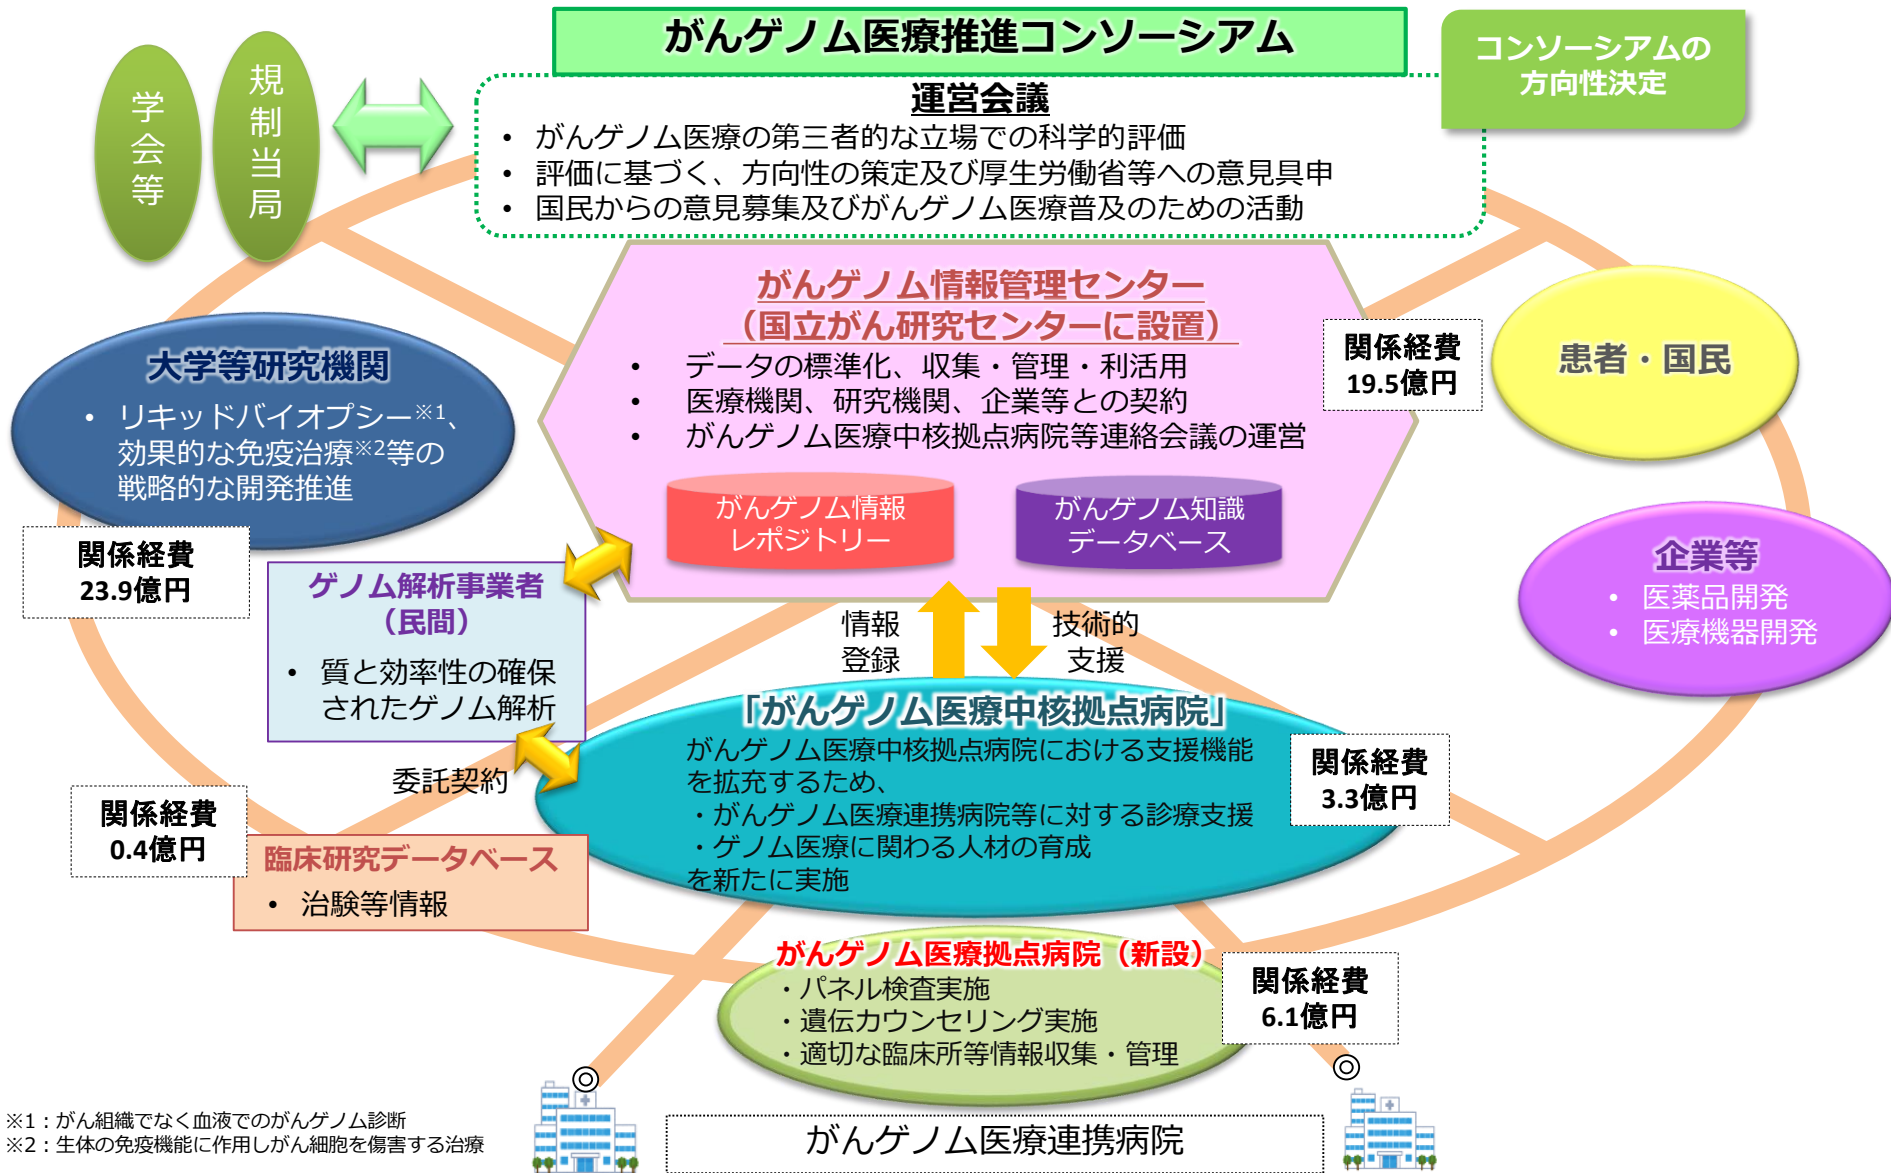 がんゲノム医療推進コンソーシアム
コンソーシアムの
方向性決定
学会等
規制当局
運営会議
• がんゲノム医療の第三者的な立場での科学的評価
• 評価に基づく、方向性の策定及び厚生労働省等への意見具申
• 国民からの意見募集及びがんゲノム医療普及のための活動
がんゲノム情報管理センター
（国立がん研究センターに設置）
• データの標準化、収集・管理・利活用
• 医療機関、研究機関、企業等との契約
• がんゲノム医療中核拠点病院等連絡会議の運営
がんゲノム情報
レポジトリー
がんゲノム知識
データベース
関係経費
19.5億円
患者・国民
大学等研究機関
• リキッドバイオプシー※1、
効果的な免疫治療※2等の
戦略的な開発推進
関係経費
23.9億円
企業等
• 医薬品開発
• 医療機器開発
ゲノム解析事業者
（民間）
• 質と効率性の確保
されたゲノム解析
情報
登録
技術的
支援
「がんゲノム医療中核拠点病院」
がんゲノム医療中核拠点病院における支援機能
を拡充するため、
・がんゲノム医療連携病院等に対する診療支援
・ゲノム医療に関わる人材の育成
を新たに実施
関係経費
3.3億円
委託契約
関係経費
0.4億円
臨床研究データベース
• 治験等情報
がんゲノム医療拠点病院（新設）
・パネル検査実施
・遺伝カウンセリング実施
・適切な臨床所等情報収集・管理
関係経費
6.1億円
がんゲノム医療連携病院
※1：がん組織でなく血液でのがんゲノム診断
※2：生体の免疫機能に作用しがん細胞を傷害する治療